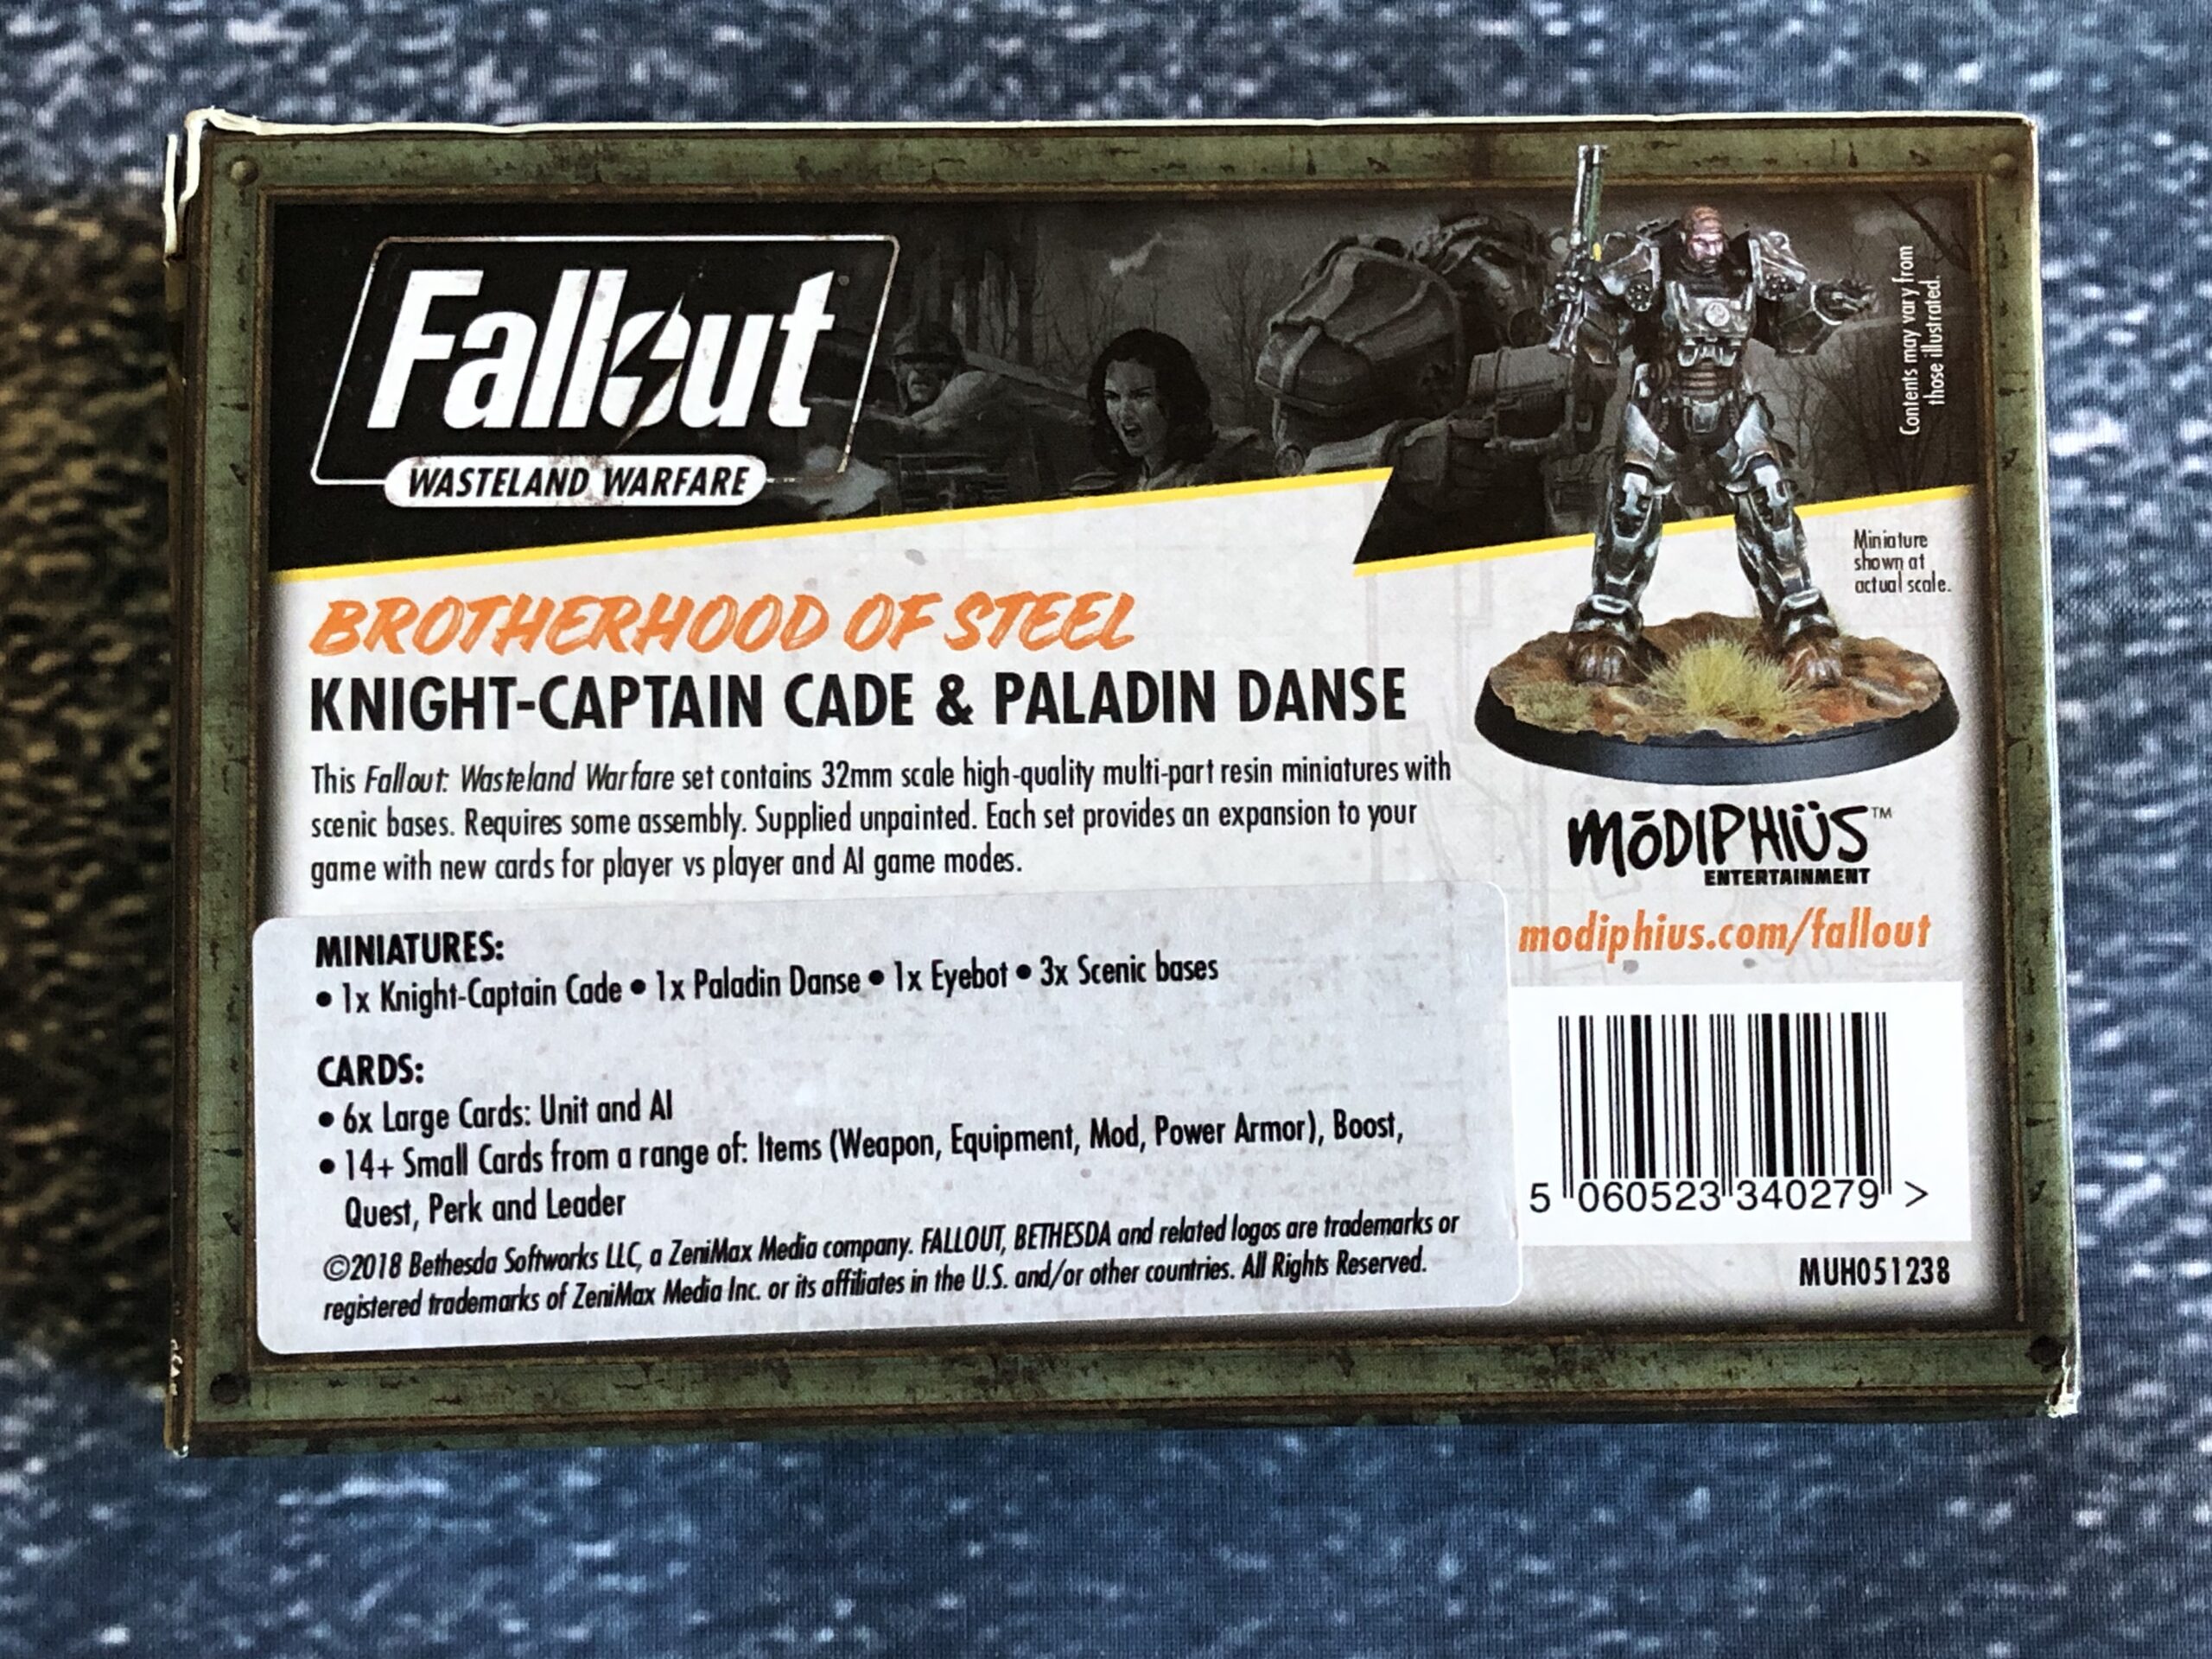 Fallout
WASTELAND WARFARE
Contents may vary from
those illustrated.
Miniature
shown at
actual scale.
BROTHERHOOD OF STEEL
KNIGHT-CAPTAIN CADE & PALADIN DANSE
This Fallout: Wasteland Warfare set contains 32mm scale high-quality multi-part resin miniatures with
scenic bases. Requires some assembly. Supplied unpainted. Each set provides an expansion to your
game with new cards for player vs player and AI game modes.
MINIATURES:
• 1x Knight-Captain Cade • 1x Paladin Danse • 1x Eyebot • 3x Scenic bases
CARDS:
• 6x Large Cards: Unit and AI
• 14+ Small Cards from a range of: Items (Weapon, Equipment, Mod, Power Armor), Boost,
Quest, Perk and Leader
©2018 Bethesda Softworks LLC, a ZeniMax Media company. FALLOUT, BETHESDA and related logos are trademarks or
registered trademarks of ZeniMax Media Inc. or its affiliates in the U.S. and/or other countries. All Rights Reserved.
MōDIPHIÜS™
ENTERTAINMENT
modiphius.com/fallout
5 060523 340279 >
MUH051238